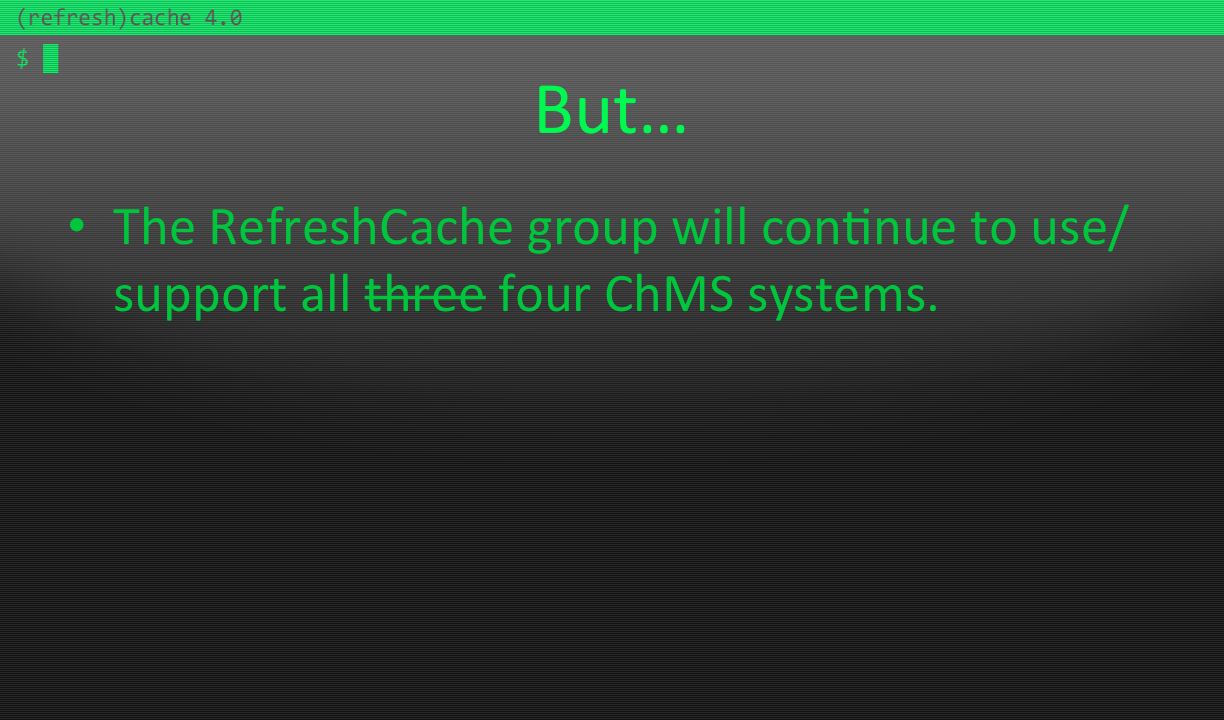 (refresh)cache 4.0
$
But...
• The RefreshCache group will continue to use/
support all ~~three~~ four ChMS systems.